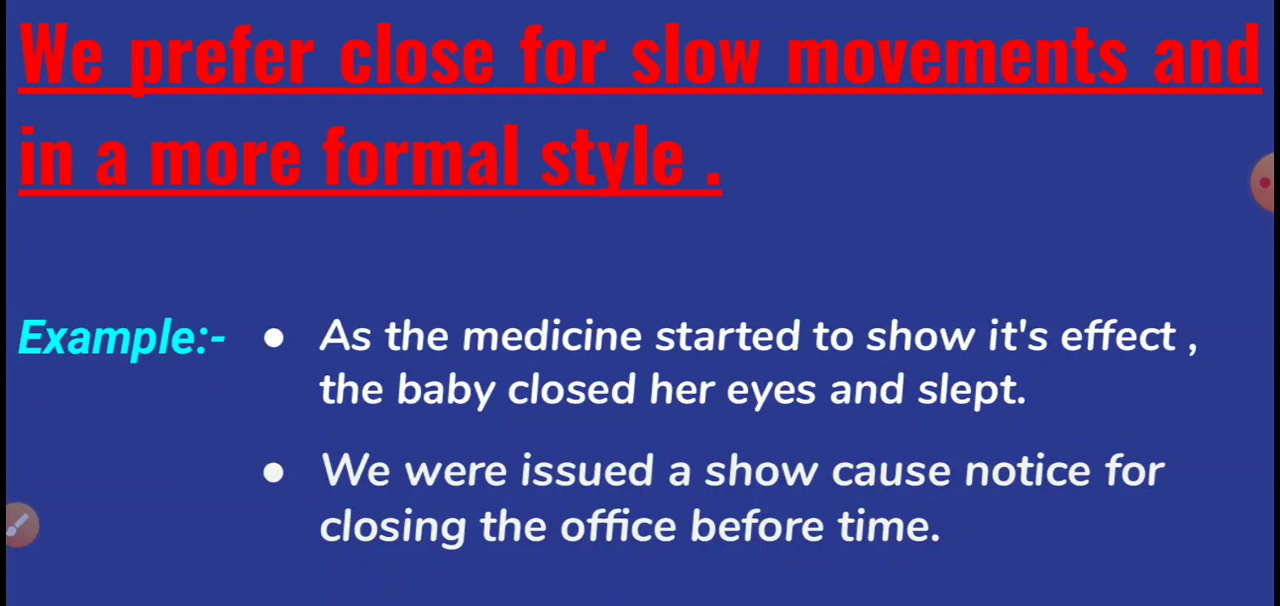 We prefer close for slow movements and
in a more formal style .
Example:- ● As the medicine started to show it's effect ,
the baby closed her eyes and slept.
● We were issued a show cause notice for
closing the office before time.